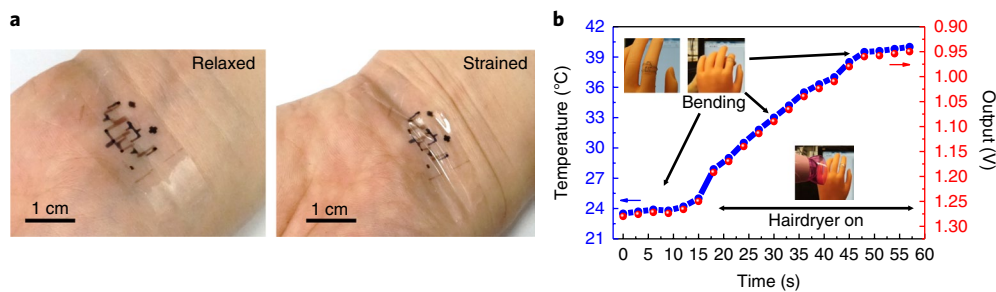 a
Relaxed
1 cm
Strained
1 cm
b
42
39
36
33
30
27
24
21
Temperature (°C)
0.90
0.95
1.00
1.05
1.10
1.15
1.20
1.25
1.30
Output (V)
Bending
Hairdryer on
0 5 10 15 20 25 30 35 40 45 50 55 60
Time (s)